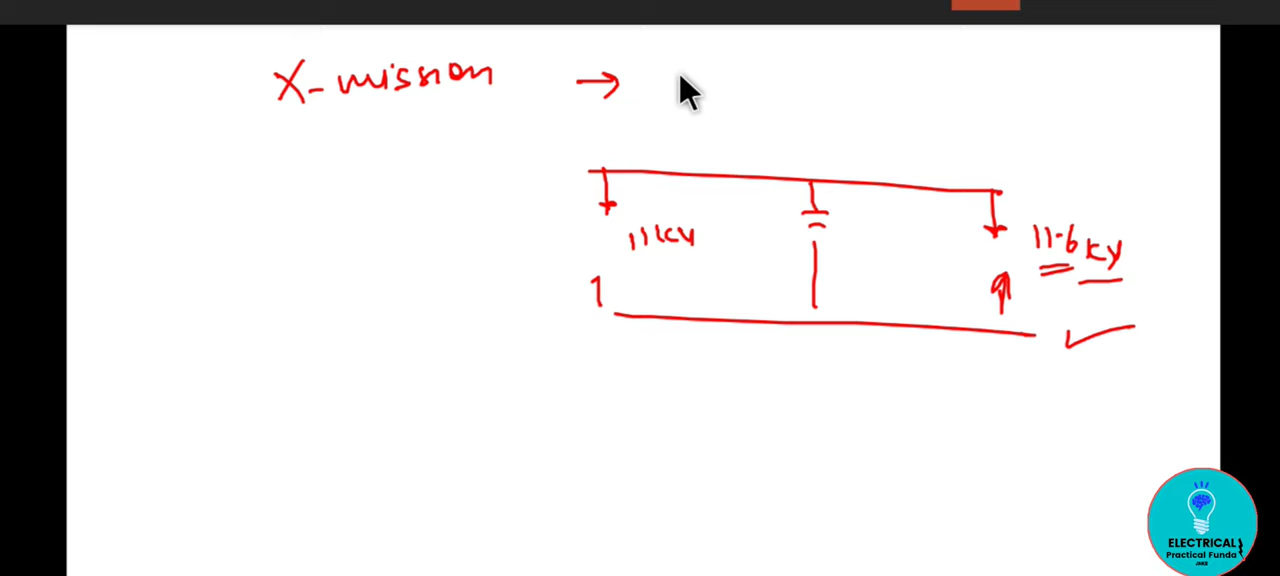 X-mission →
11KV
11.6 KV
ELECTRICAL
Practical Funda